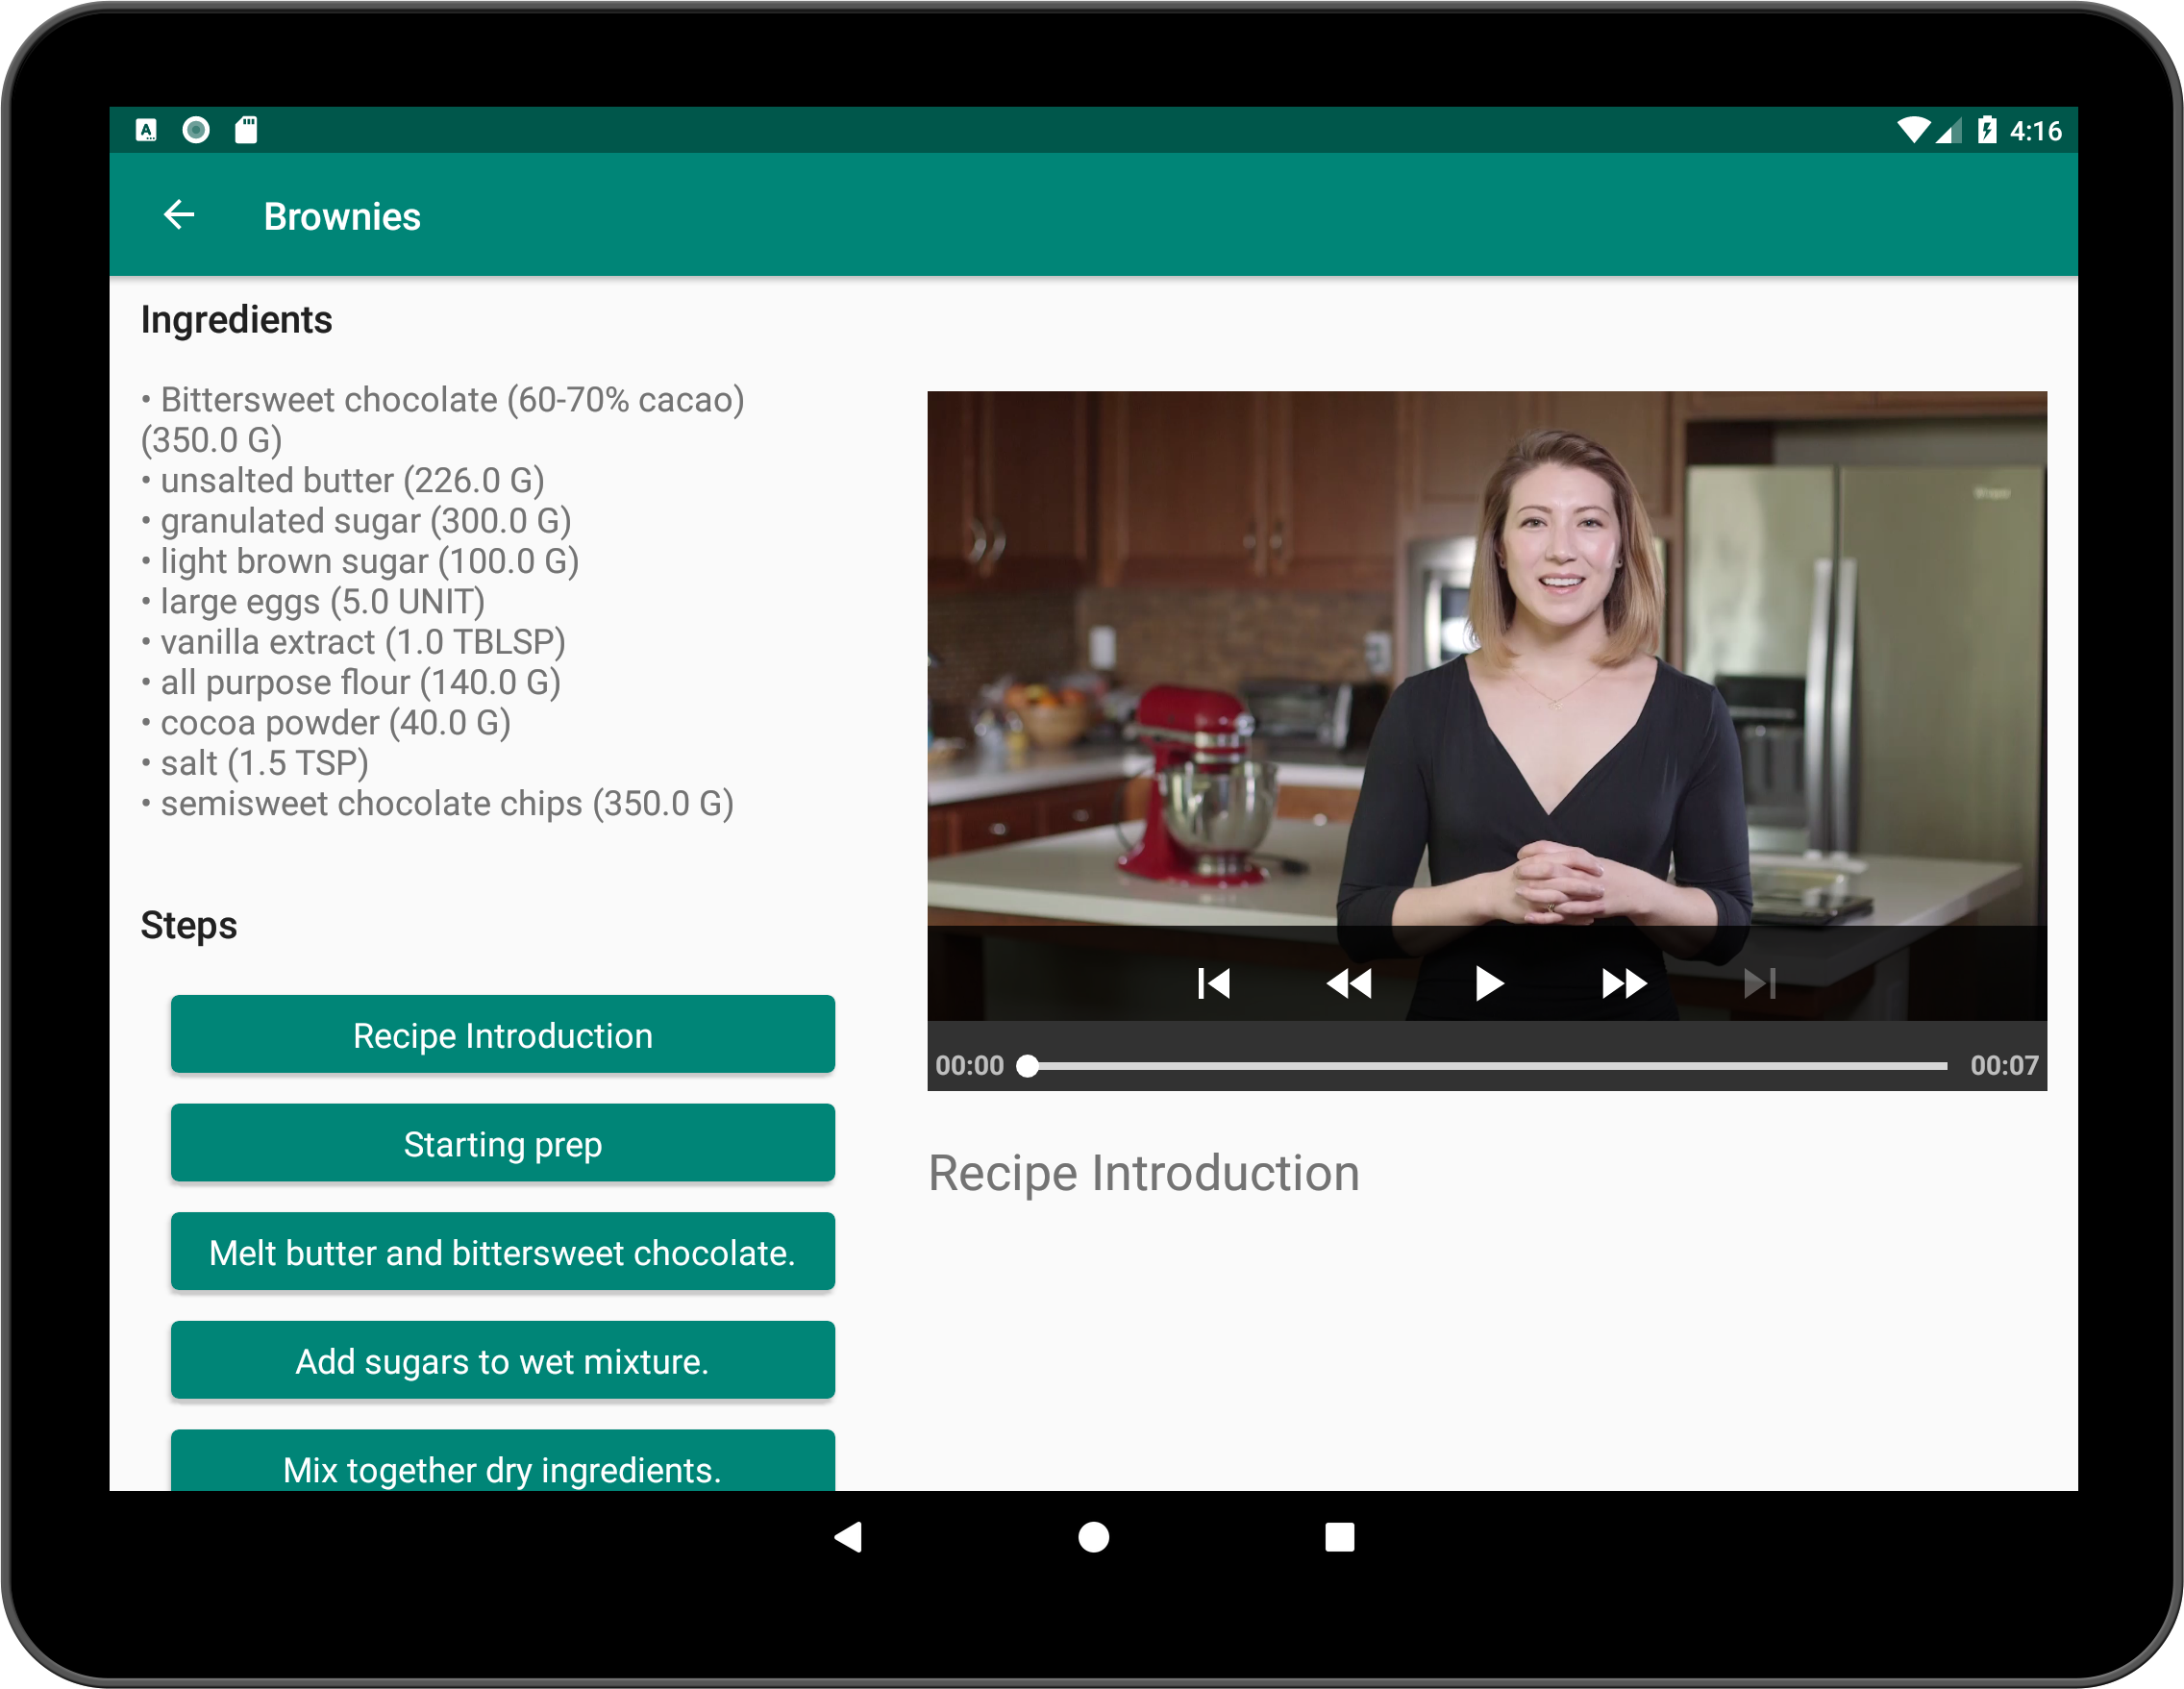 4:16
Brownies
Ingredients
• Bittersweet chocolate (60-70% cacao)
(350.0 G)
• unsalted butter (226.0 G)
• granulated sugar (300.0 G)
• light brown sugar (100.0 G)
• large eggs (5.0 UNIT)
• vanilla extract (1.0 TBLSP)
• all purpose flour (140.0 G)
• cocoa powder (40.0 G)
• salt (1.5 TSP)
• semisweet chocolate chips (350.0 G)
Steps
Recipe Introduction
Starting prep
Melt butter and bittersweet chocolate.
Add sugars to wet mixture.
Mix together dry ingredients.
00:00 00:07
Recipe Introduction